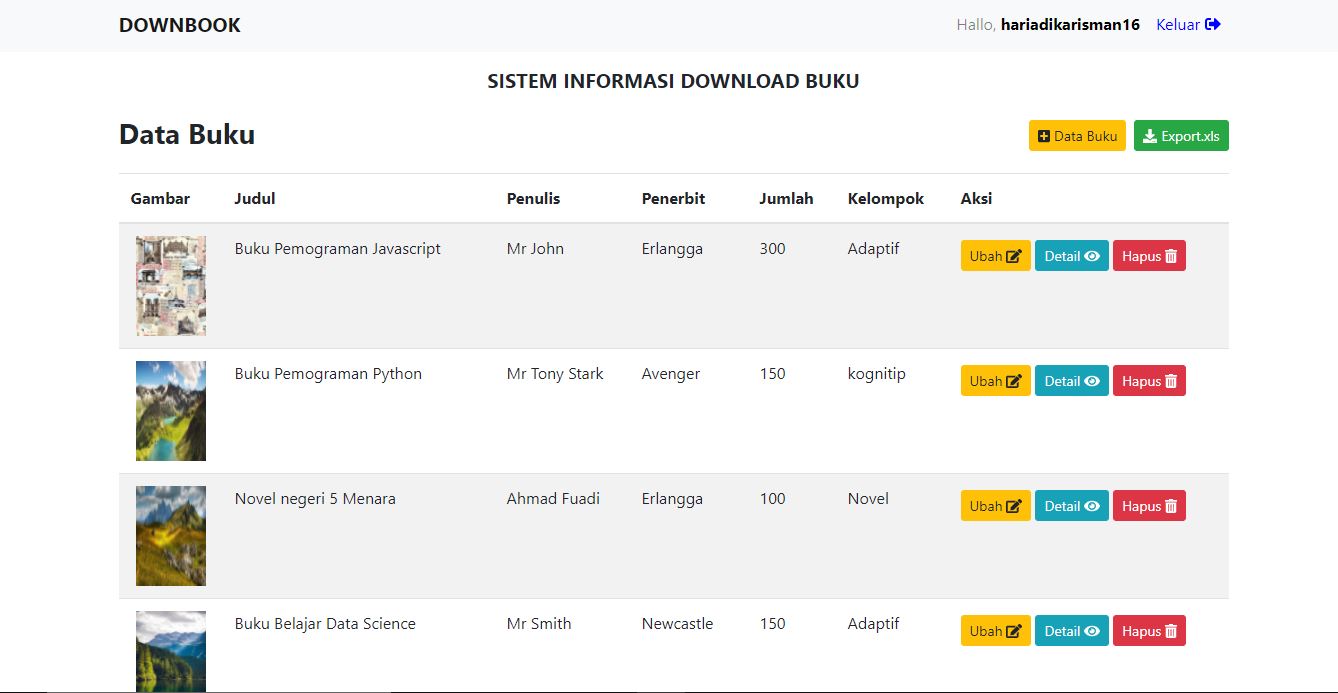 DOWNBOOK Hallo, hariadikarisman16 Keluar
SISTEM INFORMASI DOWNLOAD BUKU
Data Buku Data Buku Export.xls
Gambar Judul Penulis Penerbit Jumlah Kelompok Aksi
Buku Pemograman Javascript Mr John Erlangga 300 Adaptif Ubah Detail Hapus
Buku Pemograman Python Mr Tony Stark Avenger 150 kognitip Ubah Detail Hapus
Novel negeri 5 Menara Ahmad Fuadi Erlangga 100 Novel Ubah Detail Hapus
Buku Belajar Data Science Mr Smith Newcastle 150 Adaptif Ubah Detail Hapus